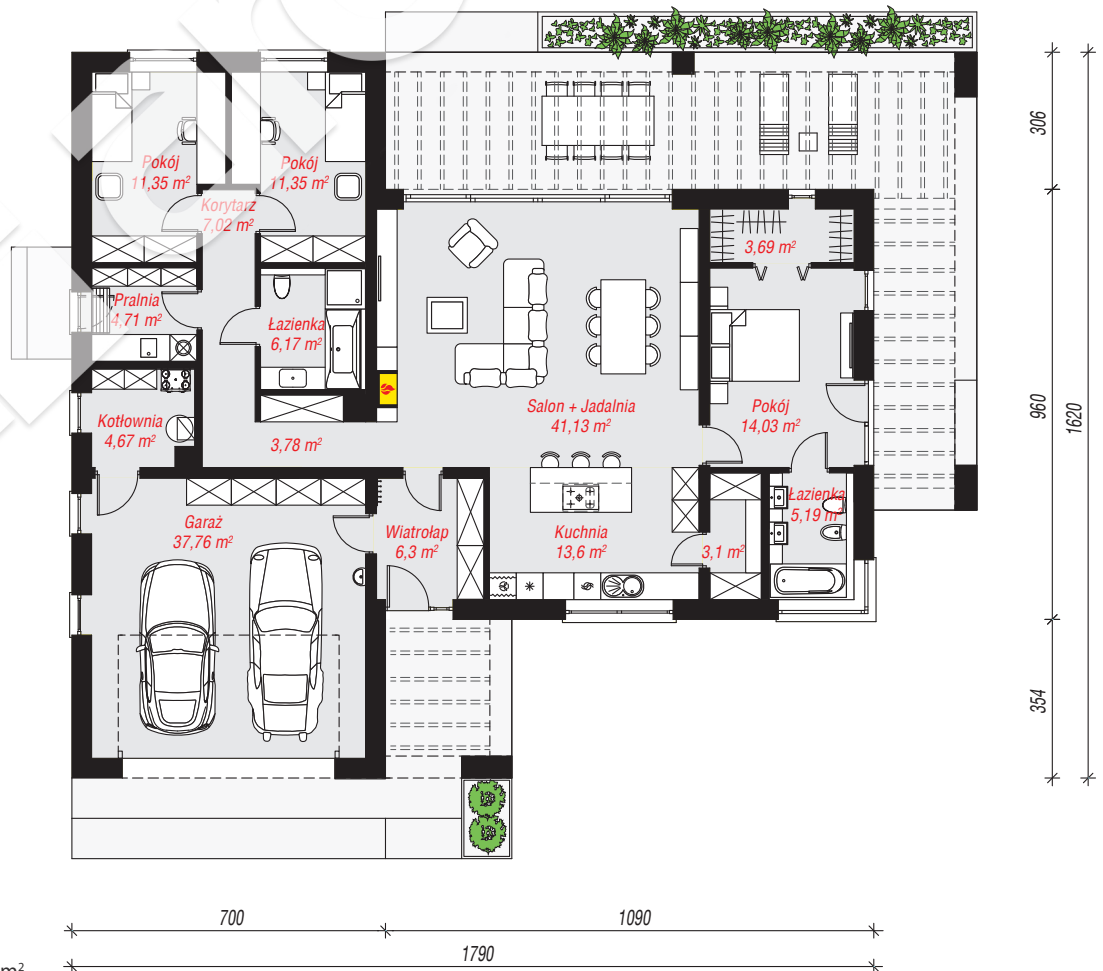 306
Pokój
11,35 m²
Pokój
11,35 m²
Korytarz
7,02 m²
3,69 m²
Pralnia
4,71 m²
Łazienka
6,17 m²
Salon + Jadalnia
41,13 m²
Pokój
14,03 m²
960
1620
Kotłownia
4,67 m²
3,78 m²
Łazienka
5,19 m²
Garaż
37,76 m²
Wiatrołap
6,3 m²
Kuchnia
13,6 m²
3,1 m²
354
700
1090
1790
m²